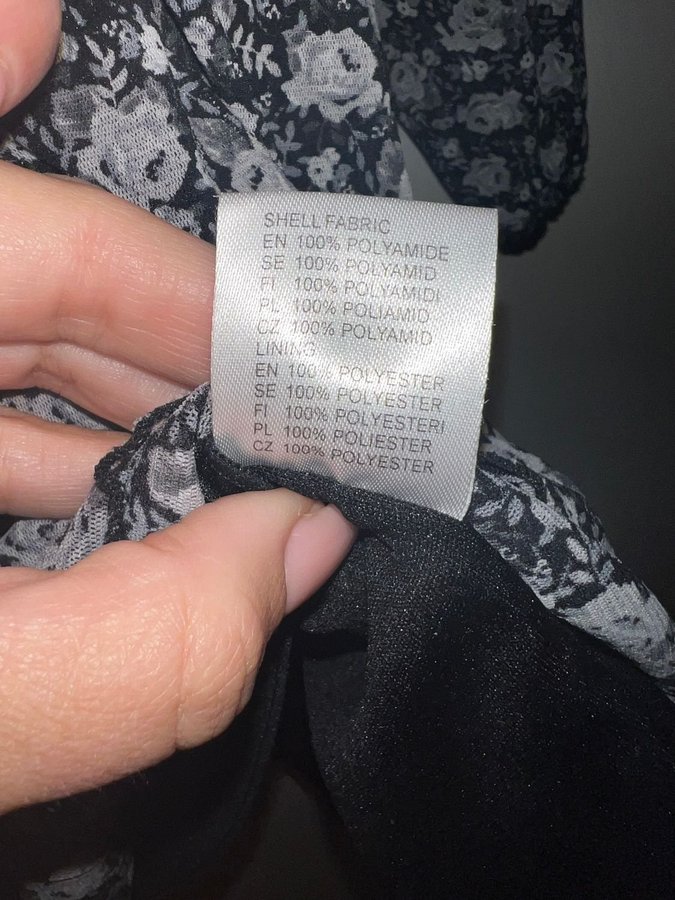 SHELL FABRIC
EN 100% POLYAMIDE
SE 100% POLYAMID
FI 100% POLYAMIDI
PL 100% POLIAMID
CZ 100% POLYAMID
LINING
EN 100% POLYESTER
SE 100% POLYESTER
FI 100% POLYESTERI
PL 100% POLIESTER
CZ 100% POLYESTER